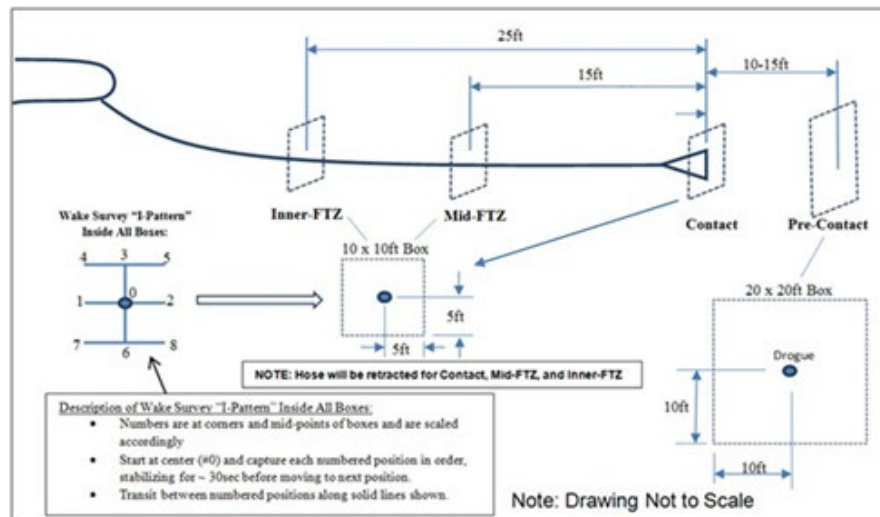 25ft
15ft
10-15ft
Inner-FTZ
Mid-FTZ
Contact
Pre-Contact
Wake Survey "I-Pattern"
Inside All Boxes:
4 3 5
0
1 2
7 6 8
10 x 10ft Box
5ft
5ft
20 x 20ft Box
Drogue
10ft
10ft
NOTE: Hose will be retracted for Contact, Mid-FTZ, and Inner-FTZ
Description of Wake Survey "I-Pattern" Inside All Boxes:
• Numbers are at corners and mid-points of boxes and are scaled
accordingly
• Start at center (#0) and capture each numbered position in order,
stabilizing for ~ 30sec before moving to next position.
• Transit between numbered positions along solid lines shown.
Note: Drawing Not to Scale